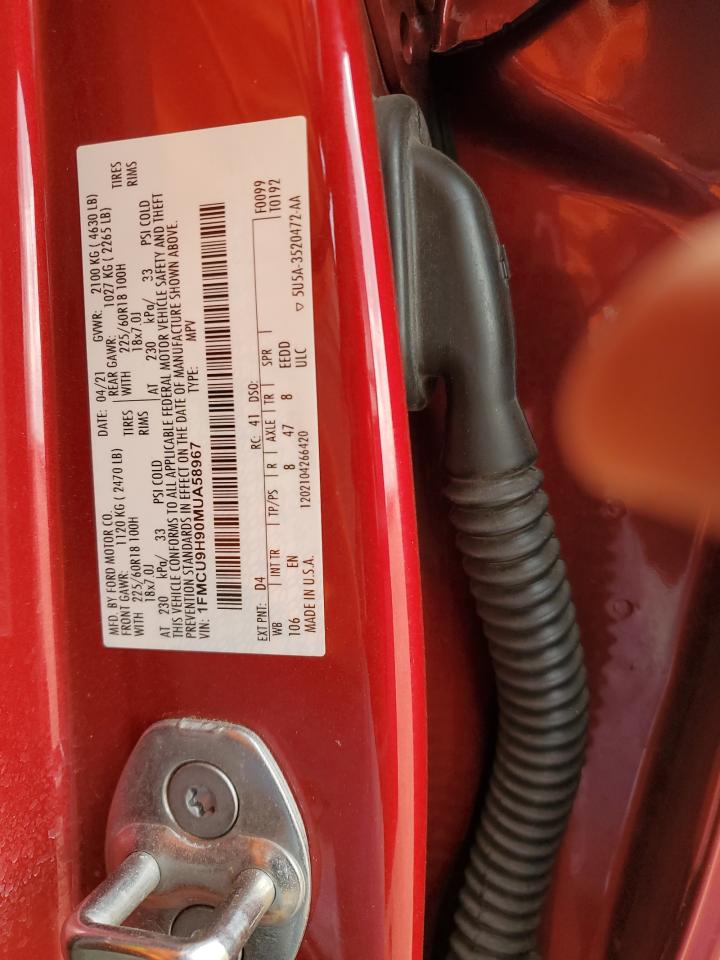 MFD. BY FORD MOTOR CO.
DATE: 04/21 GVWR: 2100 KG ( 4630 LB)
FRONT GAWR: 1120 KG ( 2470 LB) REAR GAWR: 1027 KG ( 2265 LB)
WITH 225/60R18 100H TIRES WITH 225/60R18 100H TIRES
18x7.0J RIMS 18x7.0J RIMS
AT 230 kPa/ 33 PSI COLD AT 230 kPa/ 33 PSI COLD
THIS VEHICLE CONFORMS TO ALL APPLICABLE FEDERAL MOTOR VEHICLE SAFETY AND THEFT
PREVENTION STANDARDS IN EFFECT ON THE DATE OF MANUFACTURE SHOWN ABOVE.
VIN: 1FMCU9H90MUA58967 TYPE: MPV
EXT PNT: D4 RC: 41 DSO: F0099
WB INT TR TP/PS R AXLE TR SPR T0192
106 EN 8 47 8 EEDD
MADE IN U.S.A. 1202104266420 ULC ▽ 5U5A-3520472-AA